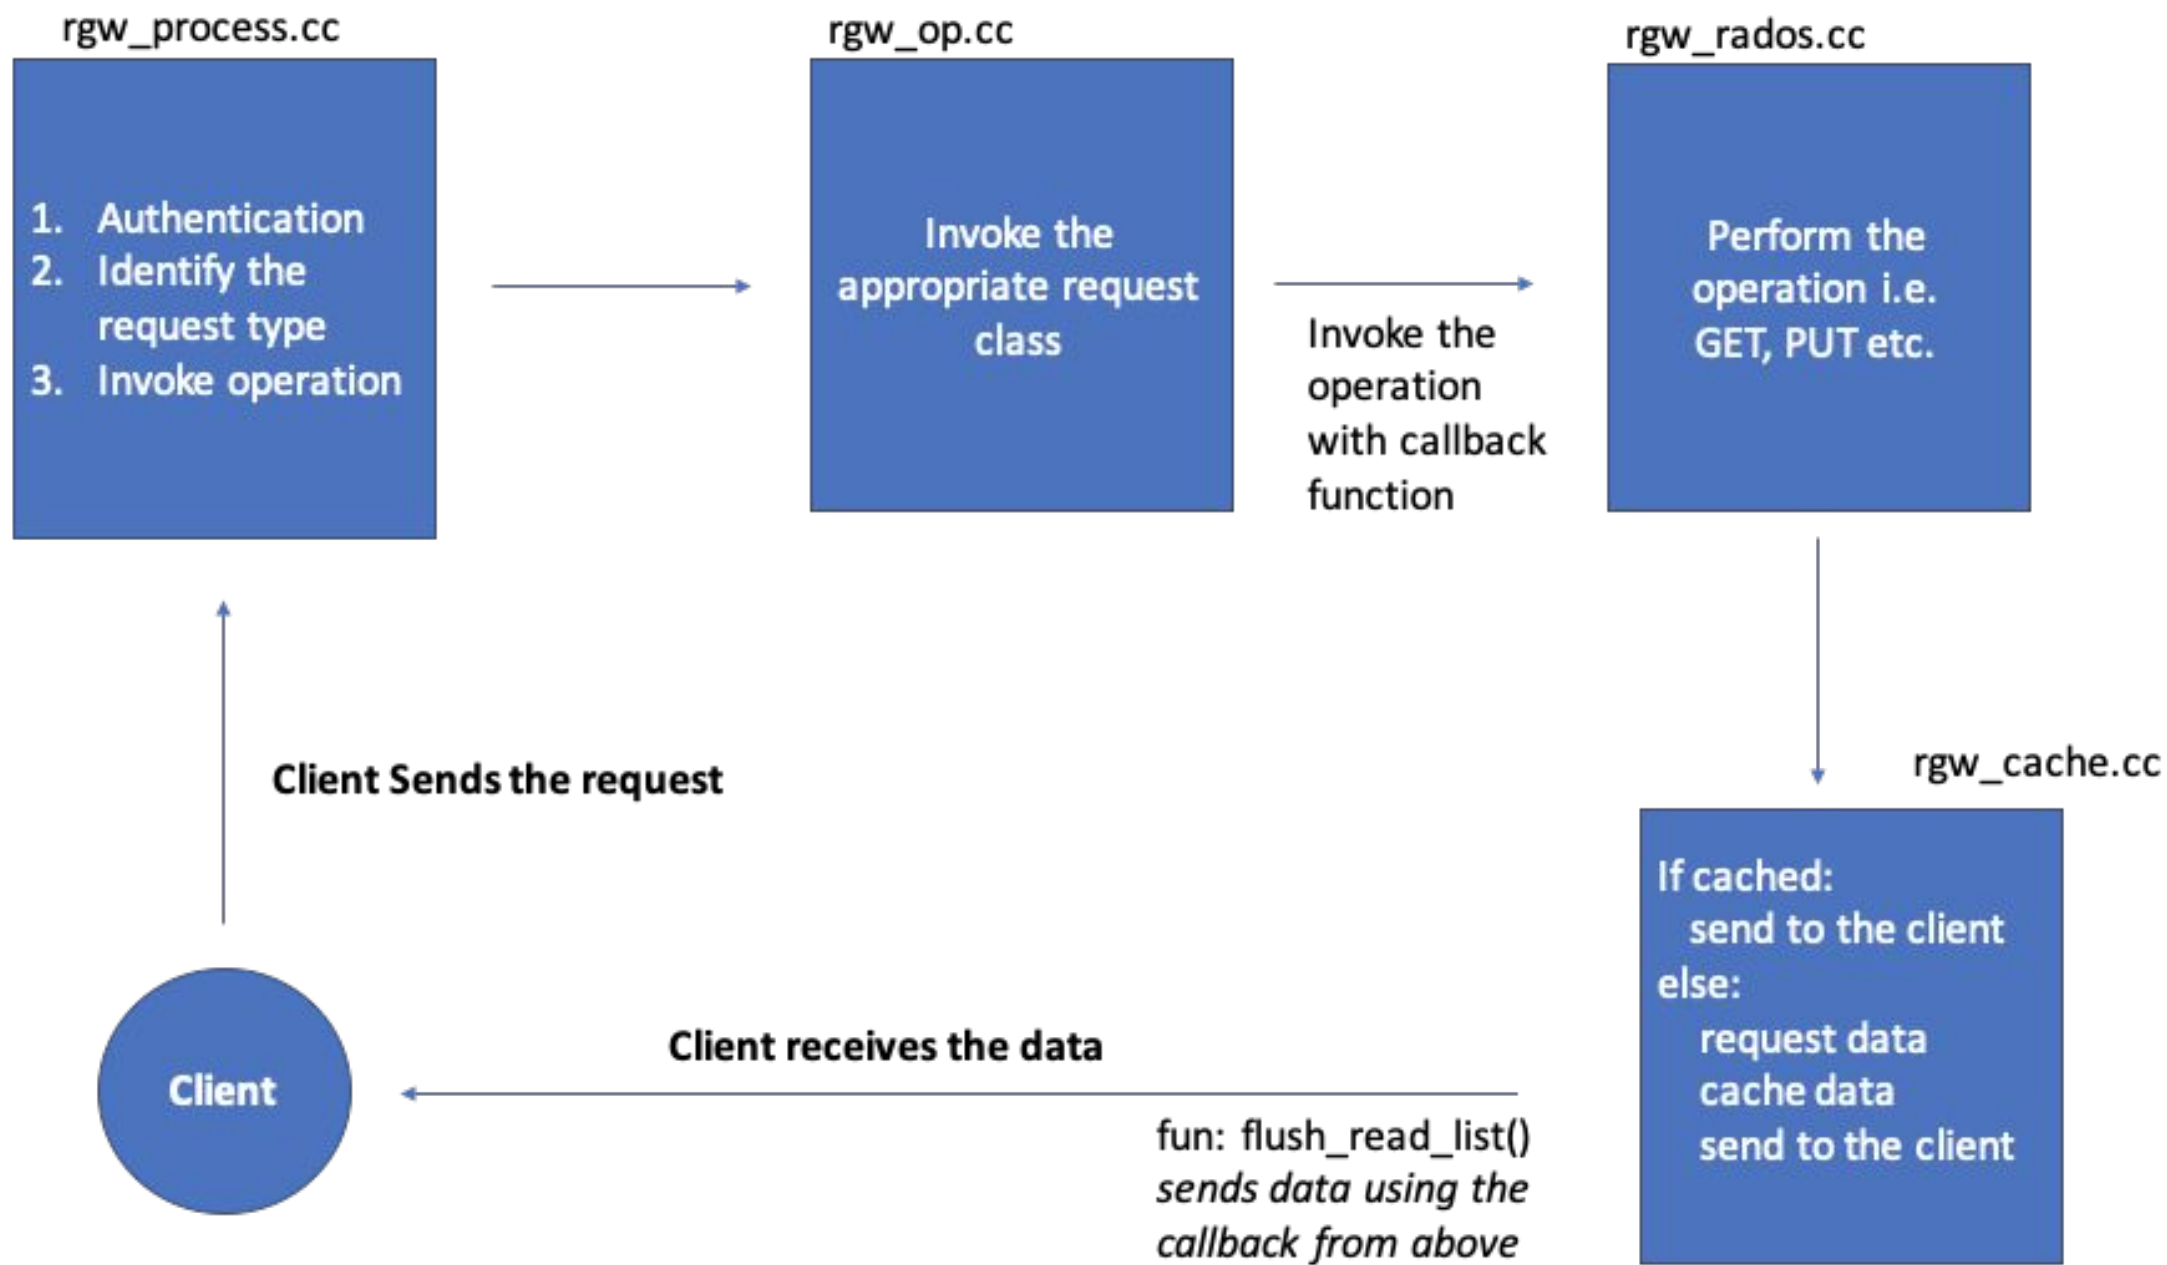 rgw_process.cc
1. Authentication
2. Identify the
request type
3. Invoke operation
rgw_op.cc
Invoke the
appropriate request
class
Invoke the
operation
with callback
function
rgw_rados.cc
Perform the
operation i.e.
GET, PUT etc.
rgw_cache.cc
If cached:
send to the client
else:
request data
cache data
send to the client
Client Sends the request
Client receives the data
fun: flush_read_list()
sends data using the
callback from above
Client